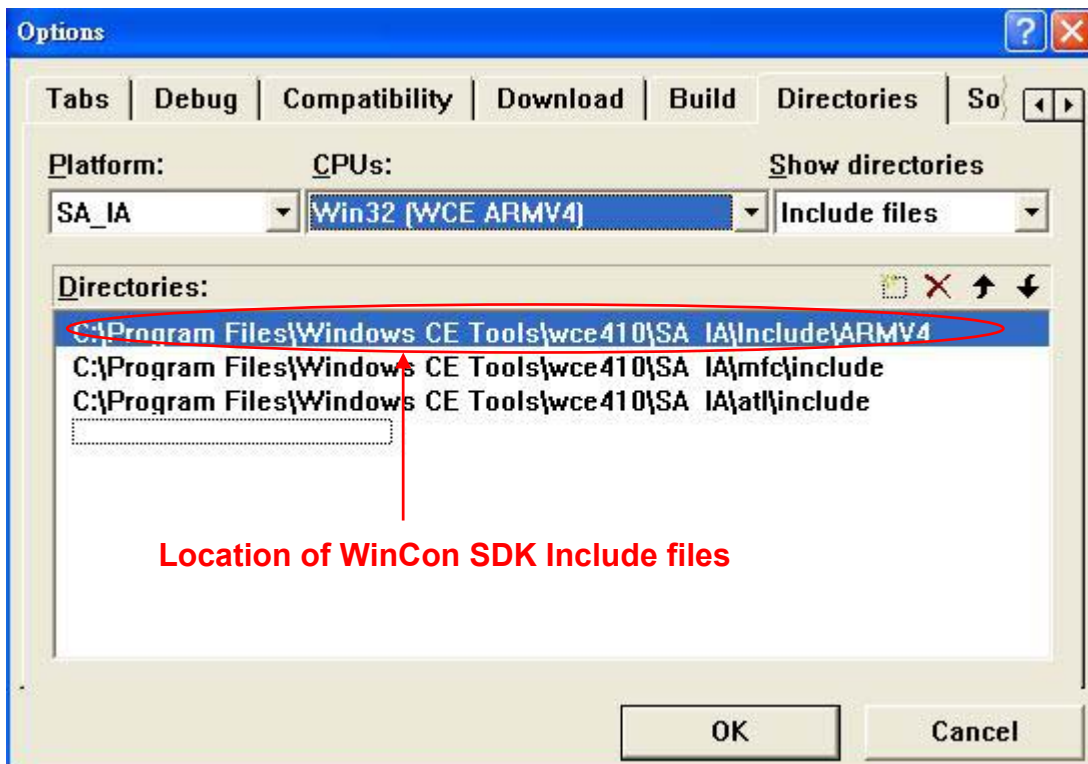 Options
Tabs Debug Compatibility Download Build Directories So
Platform: CPUs: Show directories
SA_IA Win32 (WCE ARMV4) Include files
Directories:
C:\Program Files\Windows CE Tools\wce410\SA_IA\Include\ARMV4
C:\Program Files\Windows CE Tools\wce410\SA_IA\mfc\include
C:\Program Files\Windows CE Tools\wce410\SA_IA\atl\include
Location of WinCon SDK Include files
OK Cancel